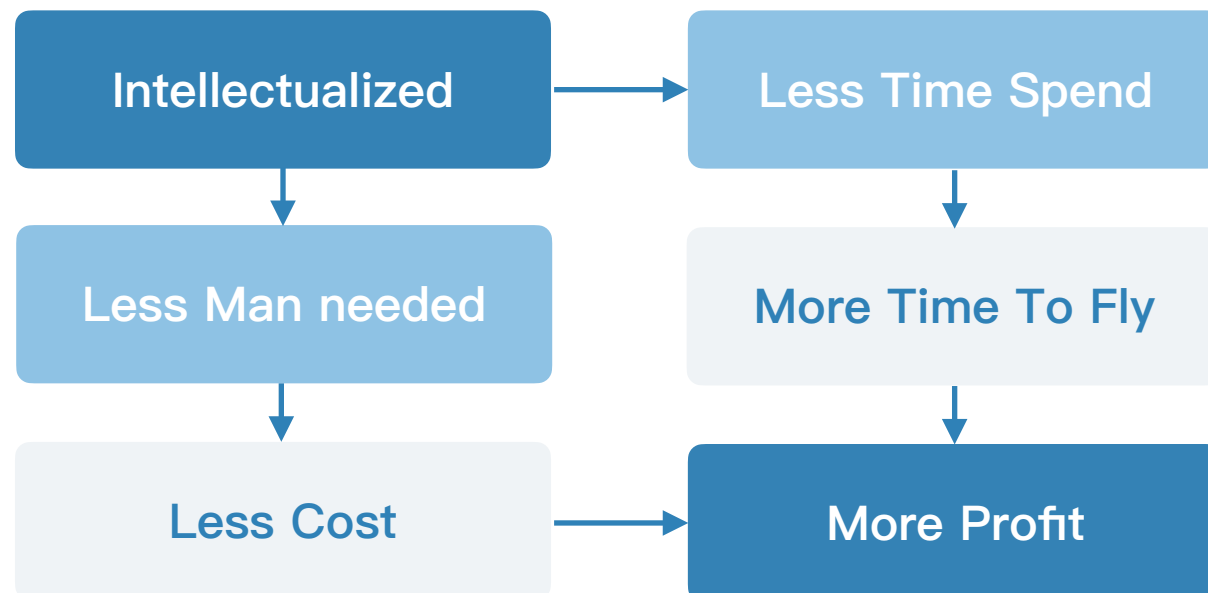 Intellectualized
Less Time Spend
Less Man needed
More Time To Fly
Less Cost
More Profit